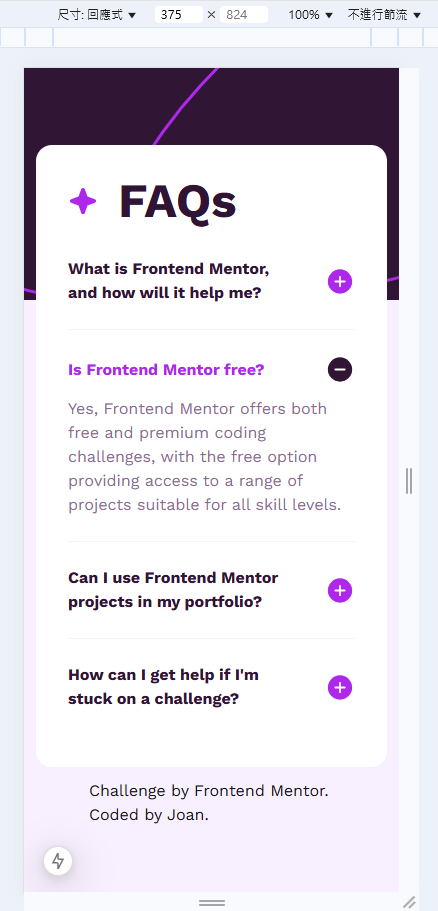 尺寸: 回應式 ▼ 375 × 824 100% ▼ 不進行節流 ▼
FAQs
What is Frontend Mentor,
and how will it help me?
Is Frontend Mentor free?
Yes, Frontend Mentor offers both
free and premium coding
challenges, with the free option
providing access to a range of
projects suitable for all skill levels.
Can I use Frontend Mentor
projects in my portfolio?
How can I get help if I'm
stuck on a challenge?
Challenge by Frontend Mentor.
Coded by Joan.